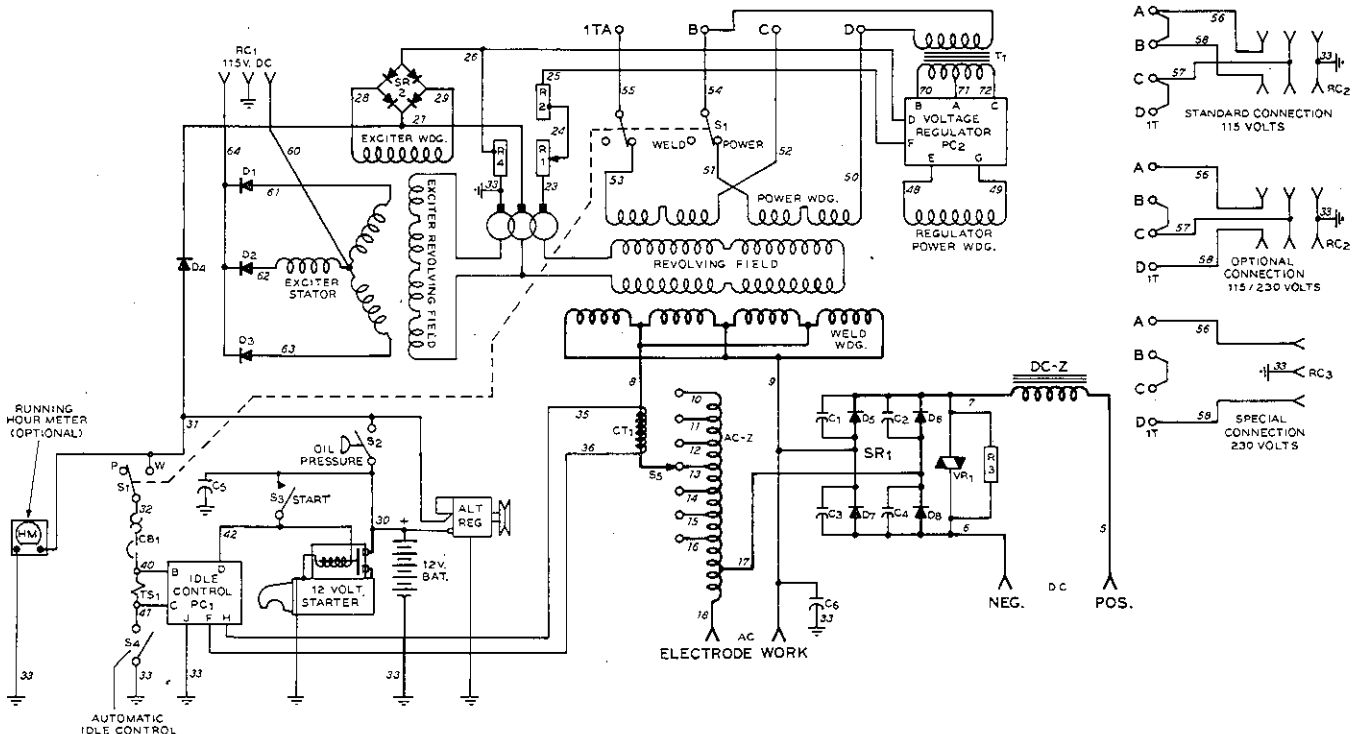 1TA
B
C
D
26
25
RC1
115V. DC
SR
2
28
29
27
EXCITER WDG.
R
2
24
R
4
R
1
33
23
55
54
S1
WELD
POWER
53
51
52
50
POWER WDG.
T1
70
71
72
B
A
C
D
VOLTAGE
REGULATOR
PC2
F
E
G
48
49
REGULATOR
POWER WDG.
64
60
D1
61
D2
62
EXCITER
STATOR
D3
63
D4
EXCITER REVOLVING FIELD
REVOLVING FIELD
WELD
WDG.
8
9
A
56
B
58
C
57
D
1T
33
RC2
STANDARD CONNECTION
115 VOLTS
A
56
B
C
57
D
58
1T
33
RC2
OPTIONAL
CONNECTION
115/230 VOLTS
A
56
B
33
RC3
C
D
58
1T
SPECIAL
CONNECTION
230 VOLTS
RUNNING
HOUR METER
(OPTIONAL)
HM
33
31
P
W
S1
32
CB1
40
TS1
41
S4
33
AUTOMATIC
IDLE CONTROL
S2
OIL
PRESSURE
C5
S3
START
42
30
ALT
REG
B
D
IDLE
CONTROL
PC1
C
J
F
H
33
12 VOLT
STARTER
+
12V.
BAT.
33
35
36
CT1
S5
10
11
12
13
14
15
16
AC-Z
17
18
C1
D5
C2
D6
SR1
C3
D7
C4
D8
VR1
R
3
7
6
5
DC-Z
C6
33
AC
ELECTRODE WORK
NEG.
DC
POS.